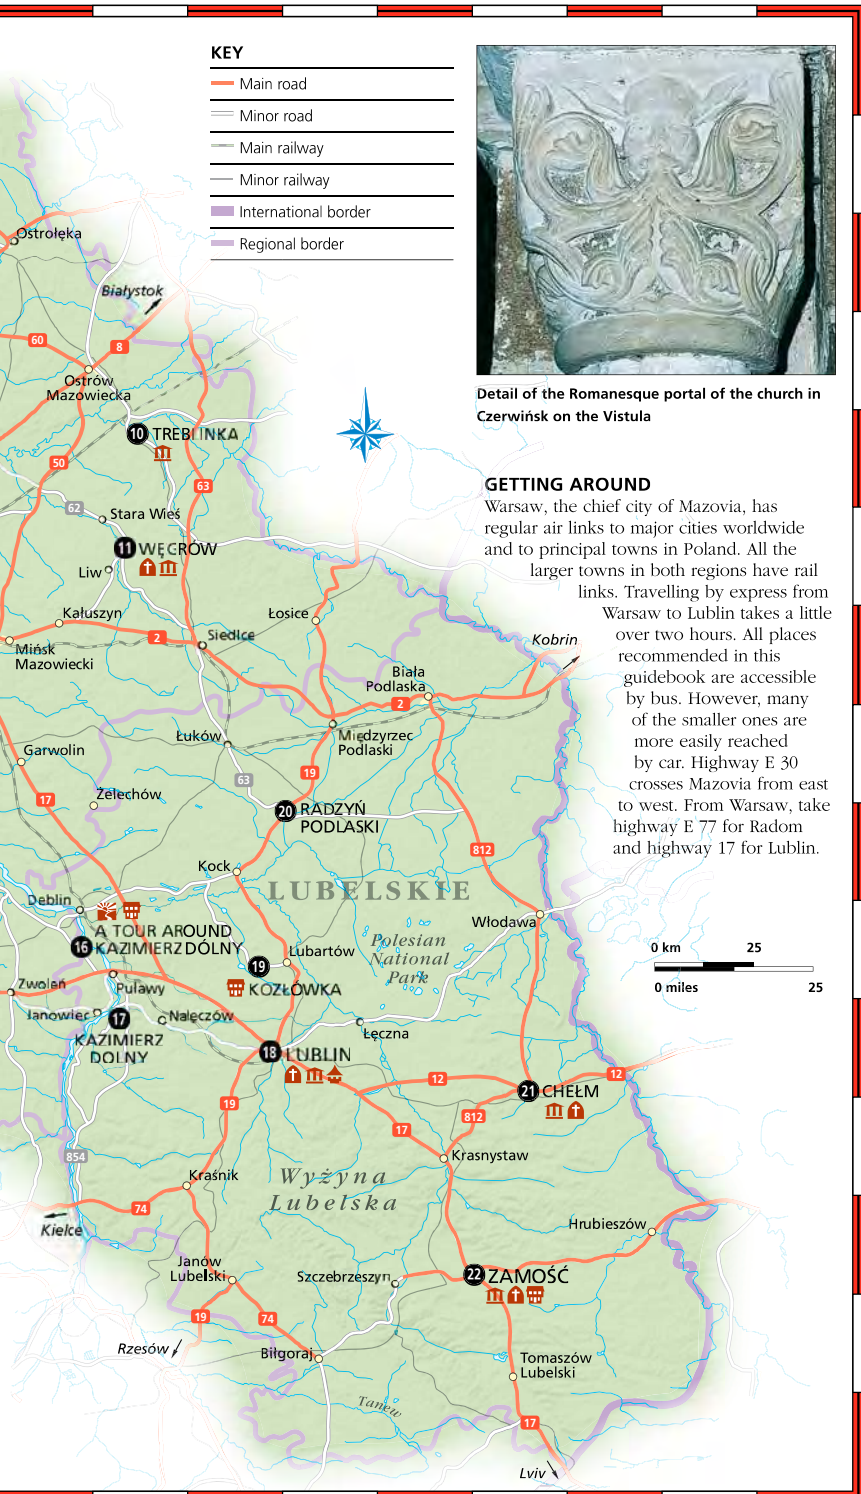 KEY
Main road
Minor road
Main railway
Minor railway
International border
Regional border
Detail of the Romanesque portal of the church in
Czerwińsk on the Vistula
GETTING AROUND
Warsaw, the chief city of Mazovia, has
regular air links to major cities worldwide
and to principal towns in Poland. All the
larger towns in both regions have rail
links. Travelling by express from
Warsaw to Lublin takes a little
over two hours. All places
recommended in this
guidebook are accessible
by bus. However, many
of the smaller ones are
more easily reached
by car. Highway E 30
crosses Mazovia from east
to west. From Warsaw, take
highway E 77 for Radom
and highway 17 for Lublin.
0 km 25
0 miles 25
Ostrołęka
Białystok
60
8
Ostrów
Mazowiecka
10 TREBLINKA
50
63
62
Stara Wieś
11 WĘGRÓW
Liw
Kałuszyn
Łosice
2
Siedlce
Mińsk
Mazowiecki
Kobrin
Biała
Podlaska
2
Międzyrzec
Podlaski
Łuków
Garwolin
63
19
17
Żelechów
20 RADZYŃ
PODLASKI
812
Kock
LUBELSKIE
Dęblin
Włodawa
A TOUR AROUND
16 KAZIMIERZ DOLNY
Polesian
National
Park
Lubartów
19
KOZŁÓWKA
Zwoleń
Puławy
Janowiec
17
Nałęczów
KAZIMIERZ
DOLNY
Łęczna
18 LUBLIN
12
21 CHEŁM
12
19
17
812
854
Krasnystaw
Kraśnik
Wyżyna
Lubelska
74
Kielce
Hrubieszów
Janów
Lubelski
Szczebrzeszyn
22 ZAMOŚĆ
19
74
Rzesów
Biłgoraj
Tomaszów
Lubelski
Tanew
17
Lviv